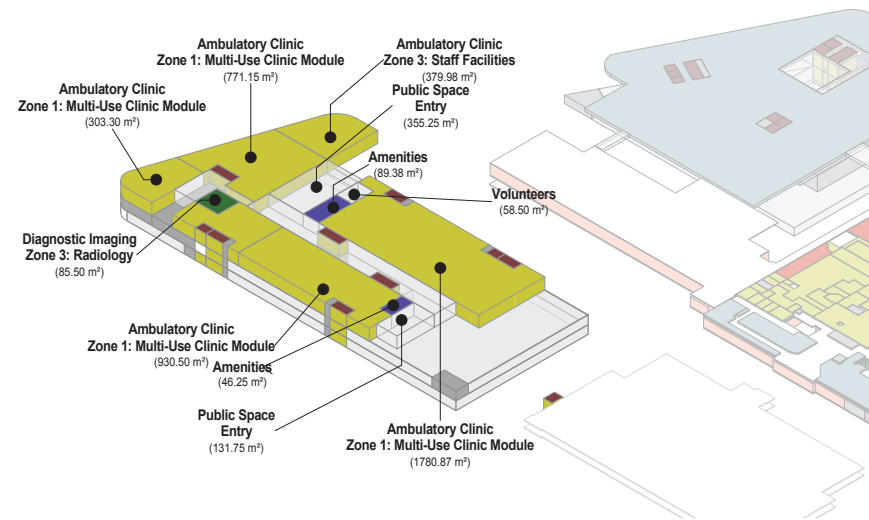 Ambulatory Clinic
Zone 1: Multi-Use Clinic Module
(771.15 m²)
Ambulatory Clinic
Zone 3: Staff Facilities
(379.98 m²)
Ambulatory Clinic
Zone 1: Multi-Use Clinic Module
(303.30 m²)
Public Space
Entry
(355.25 m²)
Amenities
(89.38 m²)
Volunteers
(58.50 m²)
Diagnostic Imaging
Zone 3: Radiology
(85.50 m²)
Ambulatory Clinic
Zone 1: Multi-Use Clinic Module
(930.50 m²)
Amenities
(46.25 m²)
Public Space
Entry
(131.75 m²)
Ambulatory Clinic
Zone 1: Multi-Use Clinic Module
(1780.87 m²)